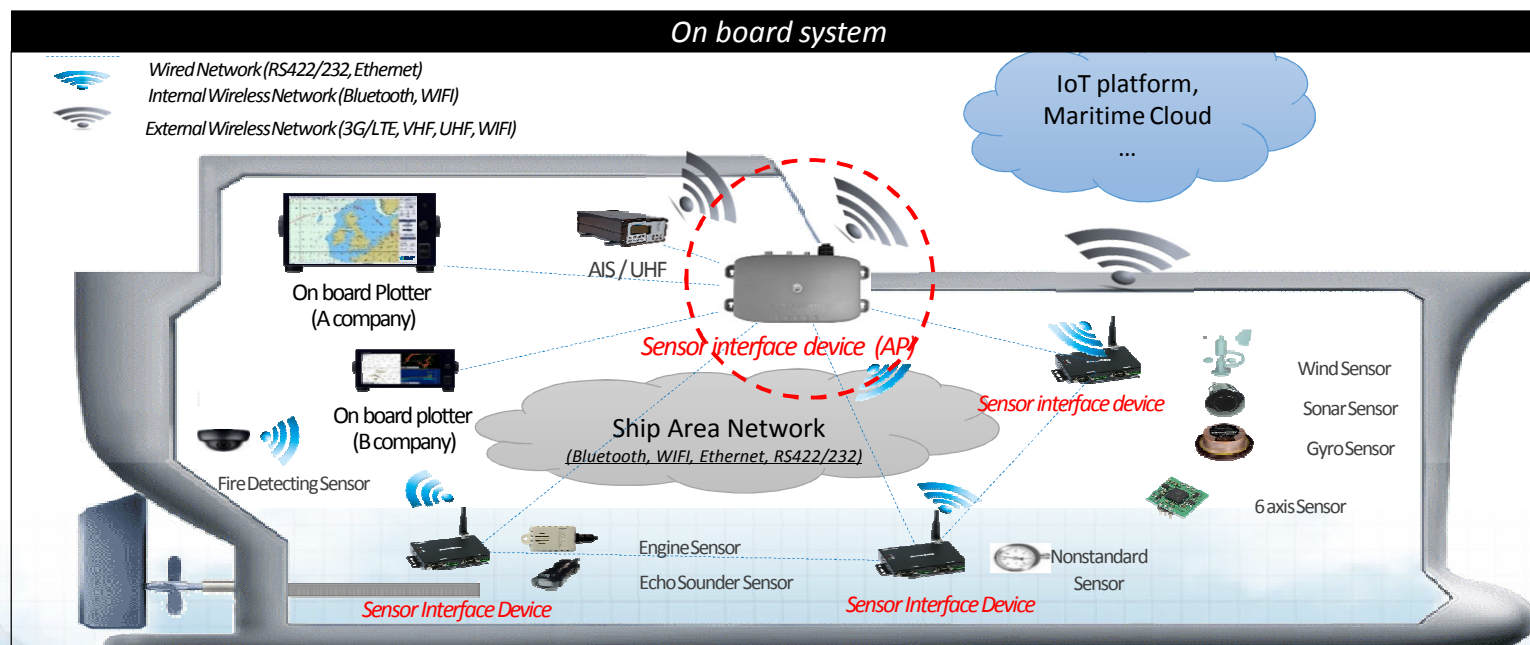 On board system
Wired Network (RS422/232, Ethernet)
Internal Wireless Network (Bluetooth, WIFI)
External Wireless Network (3G/LTE, VHF, UHF, WIFI)
IoT platform,
Maritime Cloud
...
AIS / UHF
On board Plotter
(A company)
Sensor interface device (AP)
On board plotter
(B company)
Ship Area Network
(Bluetooth, WIFI, Ethernet, RS422/232)
Sensor interface device
Wind Sensor
Sonar Sensor
Gyro Sensor
6 axis Sensor
Fire Detecting Sensor
Engine Sensor
Echo Sounder Sensor
Nonstandard
Sensor
Sensor Interface Device
Sensor Interface Device